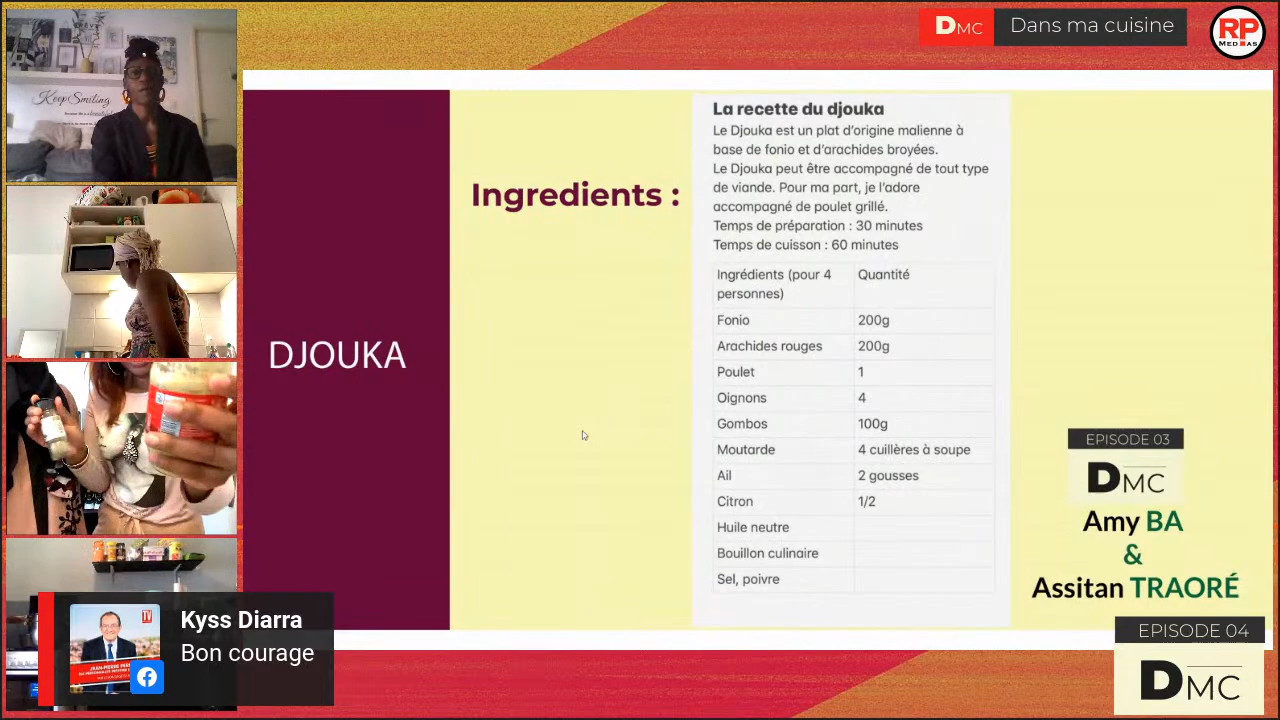 DMC
Dans ma cuisine
RP
MEDIAS
Keep Smiling
La recette du djouka
Le Djouka est un plat d'origine malienne à
base de fonio et d'arachides broyées.
Le Djouka peut être accompagné de tout type
de viande. Pour ma part, je l'adore
accompagné de poulet grillé.
Temps de préparation : 30 minutes
Temps de cuisson : 60 minutes
Ingredients :
Ingrédients (pour 4
personnes)
Quantité
Fonio 200g
Arachides rouges 200g
Poulet 1
Oignons 4
Gombos 100g
Moutarde 4 cuillères à soupe
Ail 2 gousses
Citron 1/2
Huile neutre
Bouillon culinaire
Sel, poivre
DJOUKA
EPISODE 03
DMC
Amy BA
&
Assitan TRAORÉ
EPISODE 04
DMC
TV
Kyss Diarra
Bon courage